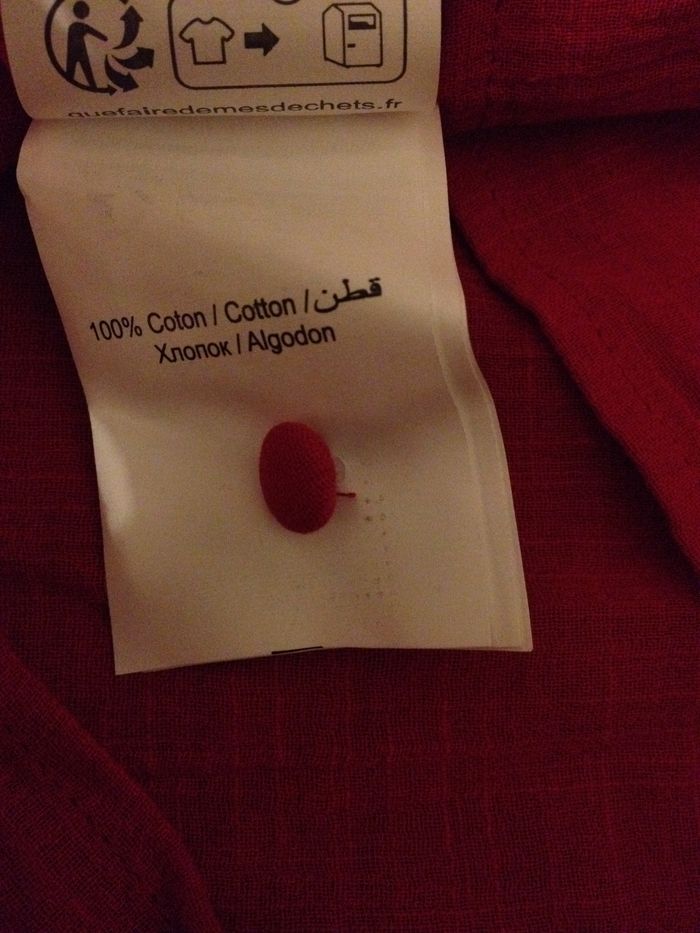 quefairedemesdechets.fr
100% Coton / Cotton / قطن
Хлопок / Algodon